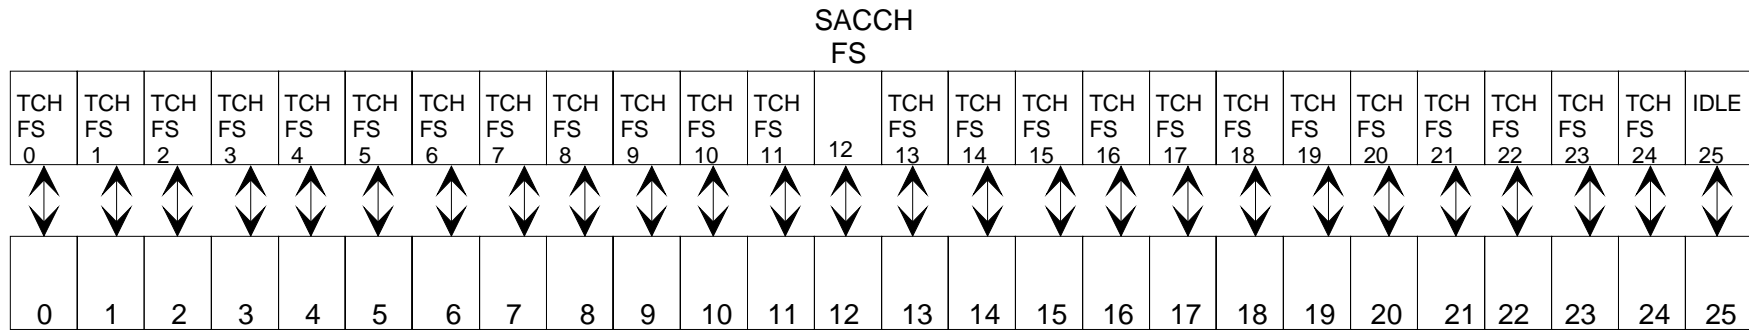 SACCH
FS
TCH TCH TCH TCH TCH TCH TCH TCH TCH TCH TCH TCH TCH TCH TCH TCH TCH TCH TCH TCH TCH TCH TCH TCH IDLE
FS FS FS FS FS FS FS FS FS FS FS FS FS FS FS FS FS FS FS FS FS FS FS FS
0 1 2 3 4 5 6 7 8 9 10 11 12 13 14 15 16 17 18 19 20 21 22 23 24 25
0 1 2 3 4 5 6 7 8 9 10 11 12 13 14 15 16 17 18 19 20 21 22 23 24 25